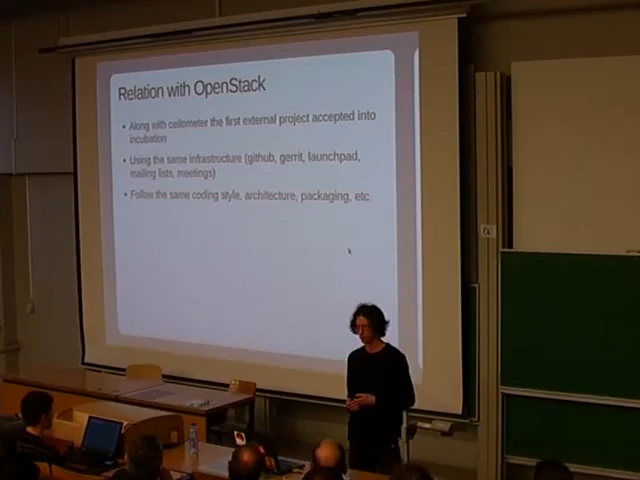 Relation with OpenStack
• Along with ceilometer the first external project accepted into
incubation
• Using the same infrastructure (github, gerrit, launchpad,
mailing lists, meetings)
• Follow the same coding style, architecture, packaging, etc.